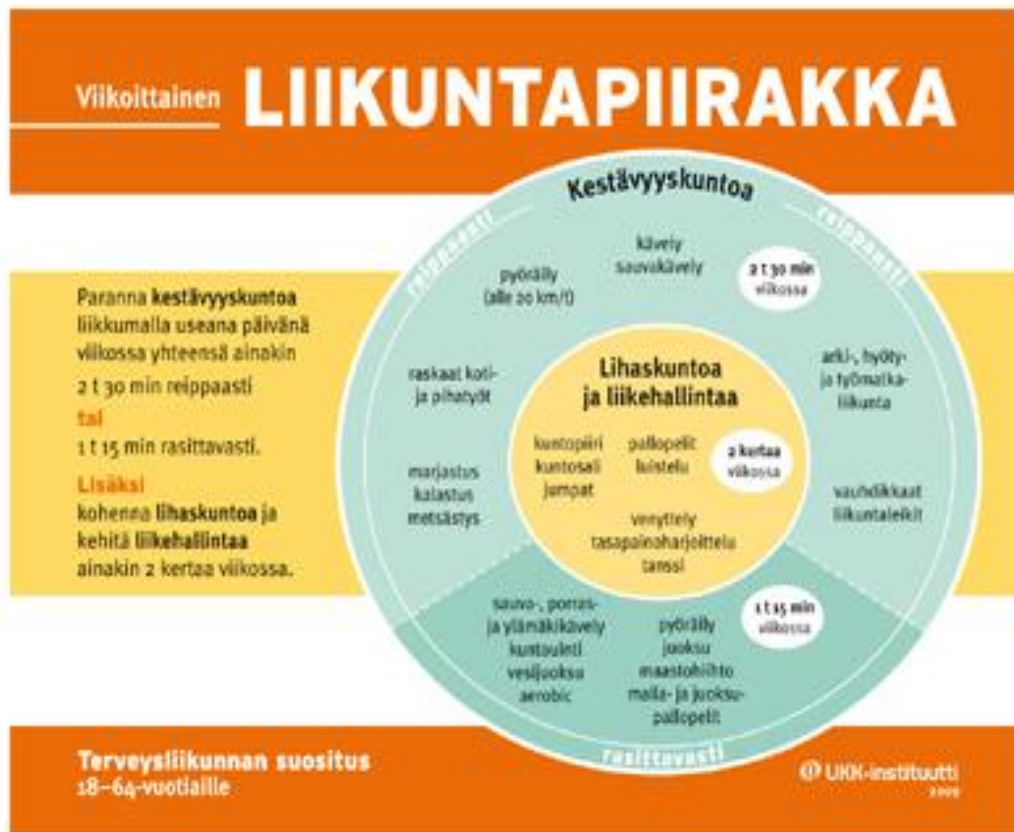 Viikoittainen LIIKUNTAPIIRAKKA
Kestävyyskuntoa
reippaasti
reippaasti
kävely
sauvakävely
2 t 30 min
viikossa
pyöräily
(alle 20 km/t)
Paranna kestävyyskuntoa
liikkumalla useana päivänä
viikossa yhteensä ainakin
2 t 30 min reippaasti
tai
1 t 15 min rasittavasti.
Lisäksi
kohenna lihaskuntoa ja
kehitä liikehallintaa
ainakin 2 kertaa viikossa.
raskaat koti-
ja pihatyöt
marjastus
kalastus
metsästys
Lihaskuntoa
ja liikehallintaa
kuntopiiri
kuntosali
jumpat
pallopelit
luistelu
2 kertaa
viikossa
venyttely
tasapainoharjoittelu
tanssi
arki-, hyöty-
ja työmatka-
liikunta
vauhdikkaat
liikuntaleikit
sauva-, porras-
ja ylämäkikävely
kuntouinti
vesijuoksu
aerobic
pyöräily
juoksu
maastohiihto
maila- ja juoksu-
pallopelit
1 t 15 min
viikossa
rasittavasti
Terveysliikunnan suositus
18–64-vuotiaille
UKK-instituutti